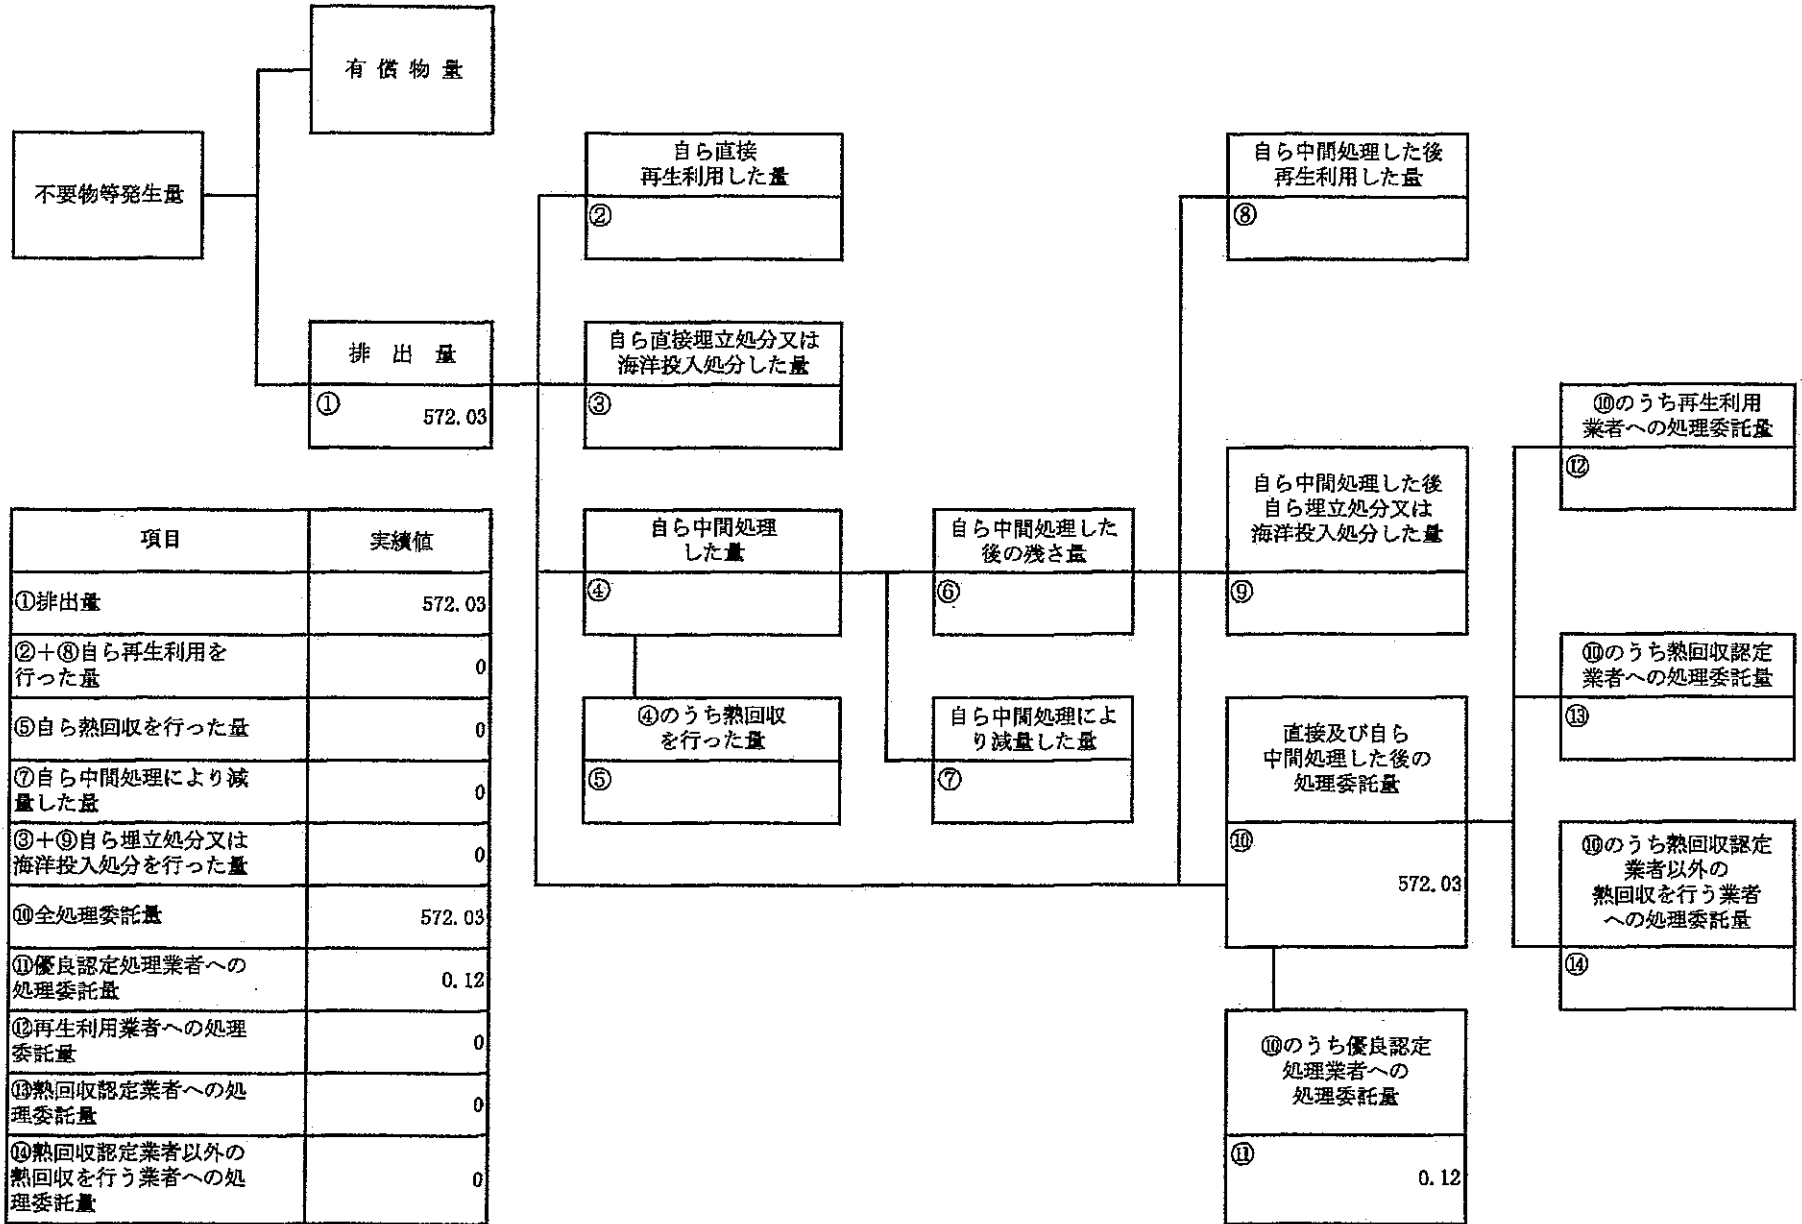 有 償 物 量
不要物等発生量
排 出 量
①
572.03
自ら直接
再生利用した量
②
自ら直接埋立処分又は
海洋投入処分した量
③
自ら中間処理
した量
④
④のうち熱回収
を行った量
⑤
自ら中間処理した
後の残さ量
⑥
自ら中間処理によ
り減量した量
⑦
自ら中間処理した後
再生利用した量
⑧
自ら中間処理した後
自ら埋立処分又は
海洋投入処分した量
⑨
直接及び自ら
中間処理した後の
処理委託量
⑩
572.03
⑩のうち優良認定
処理業者への
処理委託量
⑪
0.12
⑩のうち再生利用
業者への処理委託量
⑫
⑩のうち熱回収認定
業者への処理委託量
⑬
⑩のうち熱回収認定
業者以外の
熱回収を行う業者
への処理委託量
⑭
項目 実績値
①排出量 572.03
②+⑧自ら再生利用を
行った量 0
⑤自ら熱回収を行った量 0
⑦自ら中間処理により減
量した量 0
③+⑨自ら埋立処分又は
海洋投入処分を行った量 0
⑩全処理委託量 572.03
⑪優良認定処理業者への
処理委託量 0.12
⑫再生利用業者への処理
委託量 0
⑬熱回収認定業者への処
理委託量 0
⑭熱回収認定業者以外の
熱回収を行う業者への処
理委託量 0